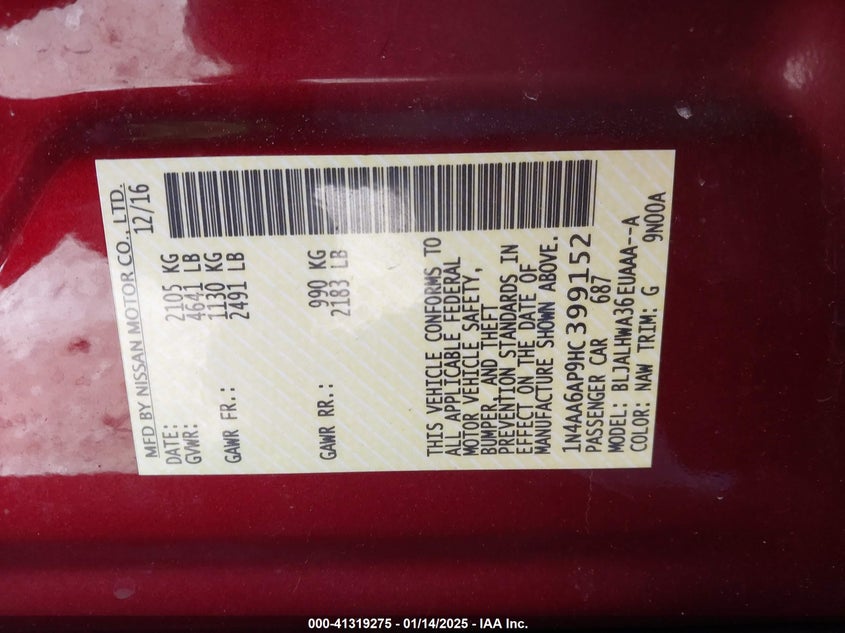 MFD BY NISSAN MOTOR CO., LTD.
DATE: 12/16
GVWR: 2105 KG
4641 LB
GAWR FR.: 1130 KG
2491 LB
GAWR RR.: 990 KG
2183 LB
THIS VEHICLE CONFORMS TO
ALL APPLICABLE FEDERAL
MOTOR VEHICLE SAFETY,
BUMPER, AND THEFT
PREVENTION STANDARDS IN
EFFECT ON THE DATE OF
MANUFACTURE SHOWN ABOVE.
1N4AA6AP9HC399152
PASSENGER CAR 687
MODEL: BLJALHWA36EUAAA--A
COLOR: NAW TRIM: G 9N00A
000-41319275 - 01/14/2025 - IAA Inc.